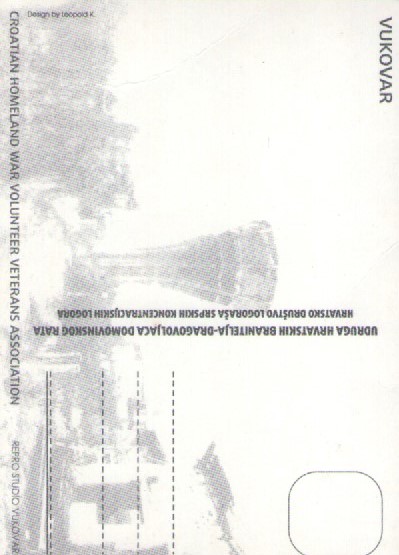 VUKOVAR
UDRUGA HRVATSKIH BRANITELJA-DRAGOVOLJACA DOMOVINSKOG RATA
HRVATSKO DRUŠTVO LOGORAŠA SRPSKIH KONCENTRACIJSKIH LOGORA
Design by Leopold K.
CROATIAN HOMELAND WAR VOLUNTEER VETERANS ASSOCIATION
REPRO STUDIO VUKOVAR